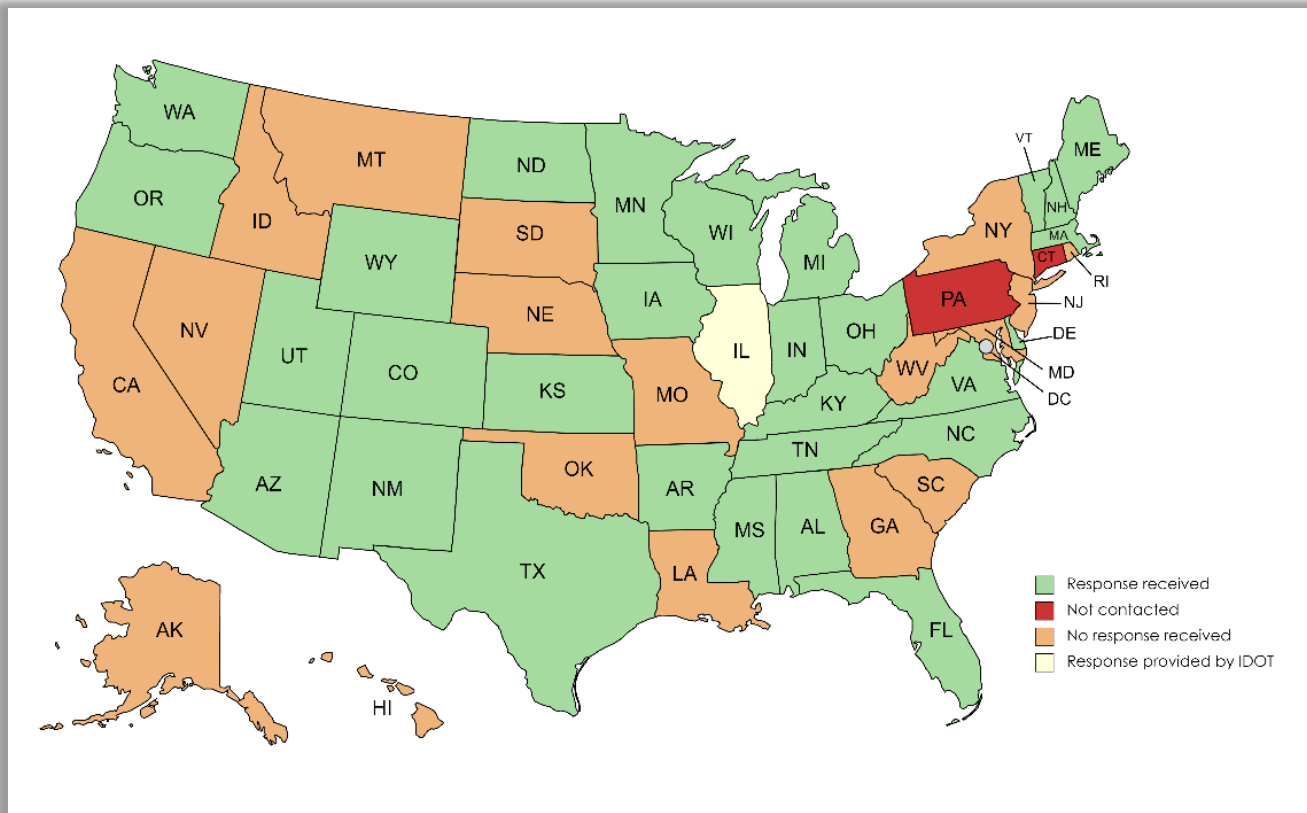 WA
MT
ND
MN
VT
ME
OR
ID
SD
WI
MI
NY
NH
MA
CT
RI
WY
NE
IA
PA
NJ
NV
UT
CO
IL
IN
OH
DE
CA
KS
MO
WV
VA
MD
DC
KY
AZ
NM
OK
AR
TN
NC
SC
TX
LA
MS
AL
GA
FL
AK
HI
Response received
Not contacted
No response received
Response provided by IDOT